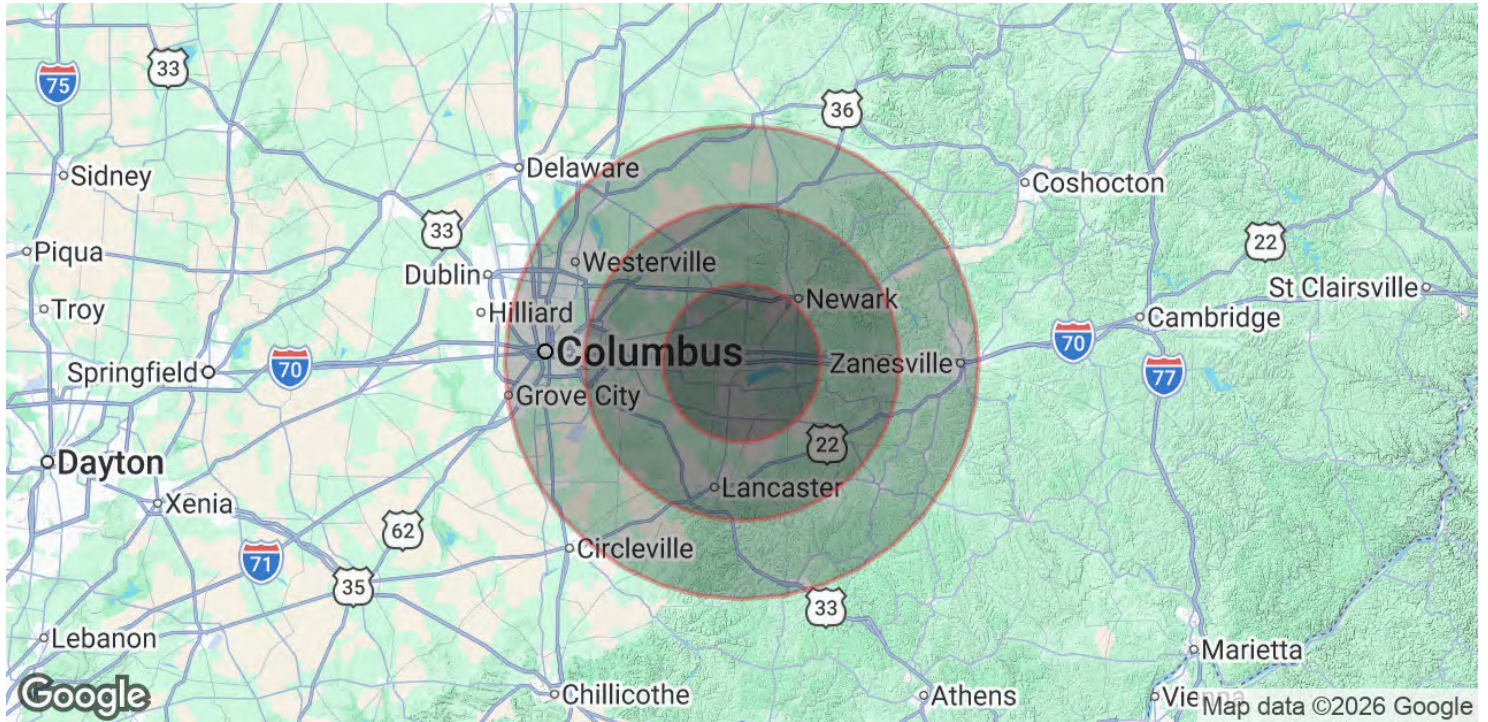 33
75
36
Delaware
Sidney
Coshocton
33
22
Piqua
Westerville
Dublin
St Clairsville
Newark
Troy
Hilliard
Cambridge
Columbus
70
Zanesville
70
Springfield
77
Grove City
22
Dayton
Lancaster
Xenia
62
Circleville
71
35
33
Lebanon
Marietta
Google
Chillicothe
Athens
Map data ©2026 Google